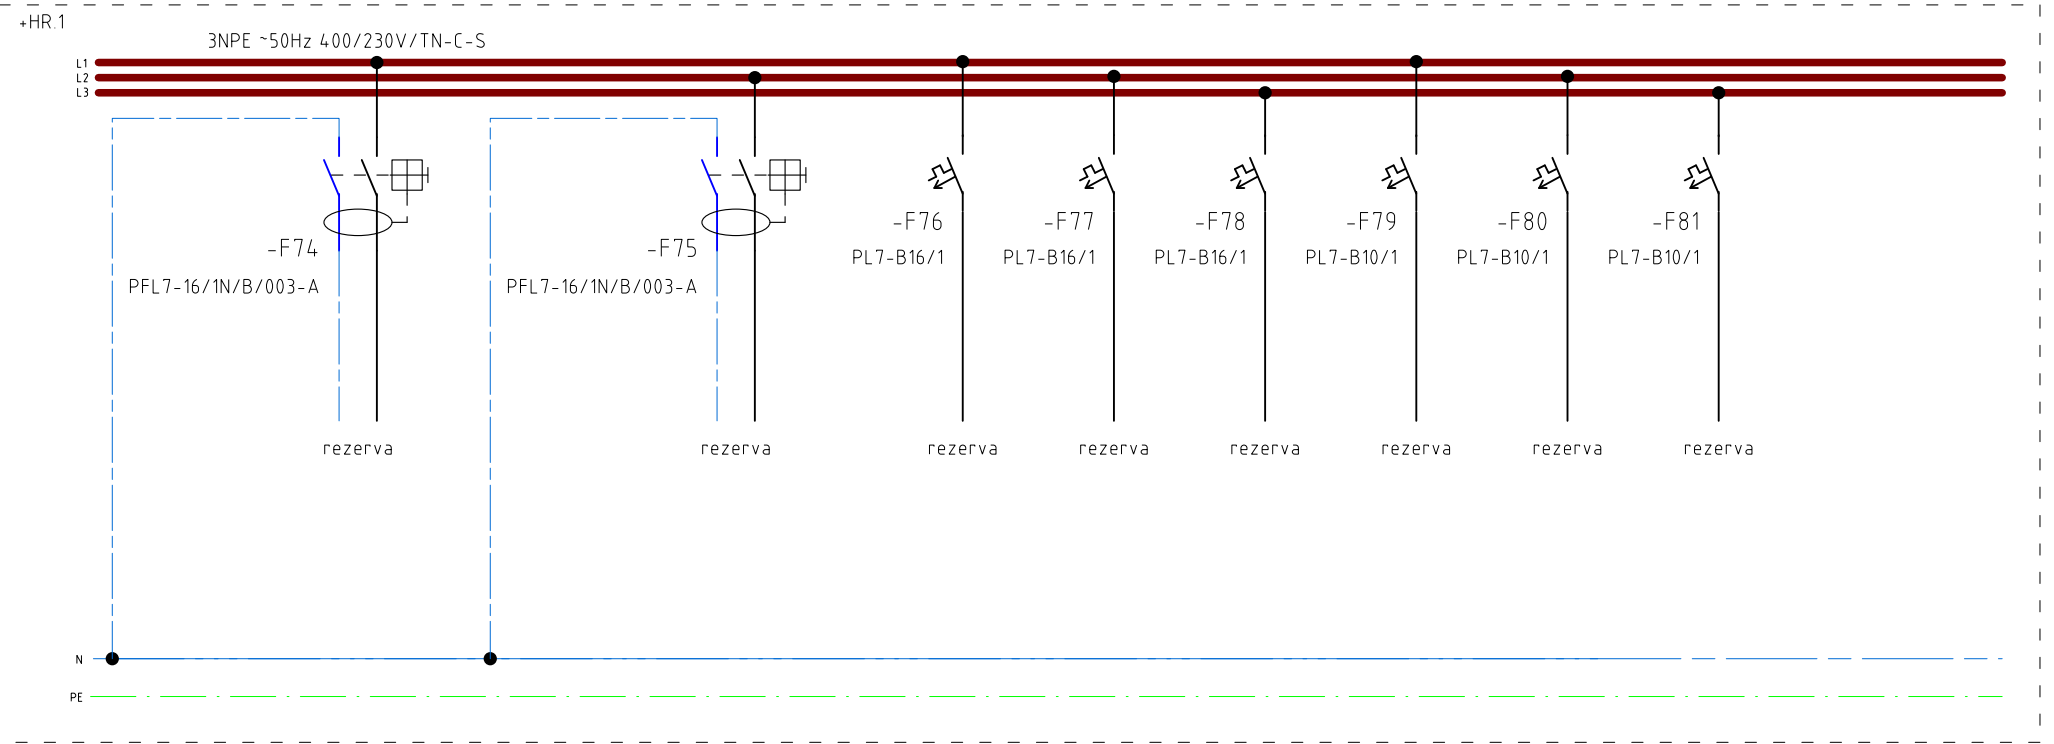 +HR.1
3NPE ~50Hz 400/230V/TN-C-S
L1
L2
L3
-F74
PFL7-16/1N/B/003-A
-F75
PFL7-16/1N/B/003-A
-F76
PL7-B16/1
-F77
PL7-B16/1
-F78
PL7-B16/1
-F79
PL7-B10/1
-F80
PL7-B10/1
-F81
PL7-B10/1
rezerva
rezerva
rezerva
rezerva
rezerva
rezerva
rezerva
rezerva
N
PE